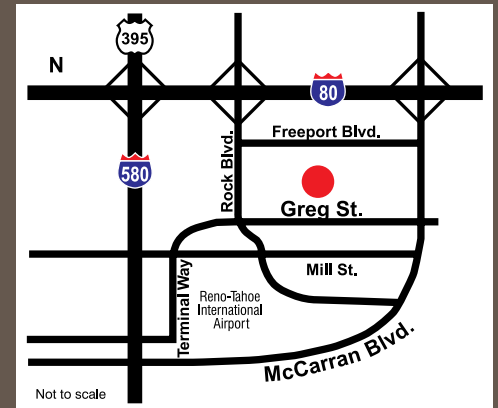 395
N
80
Freeport Blvd.
Rock Blvd.
580
Greg St.
Mill St.
Terminal Way
Reno-Tahoe
International
Airport
McCarran Blvd.
Not to scale